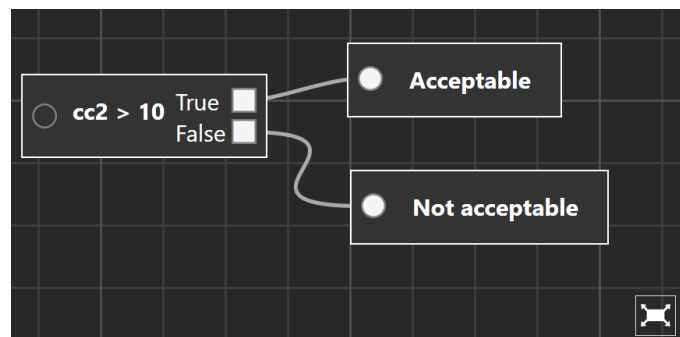 cc2 > 10
True
False
Acceptable
Not acceptable